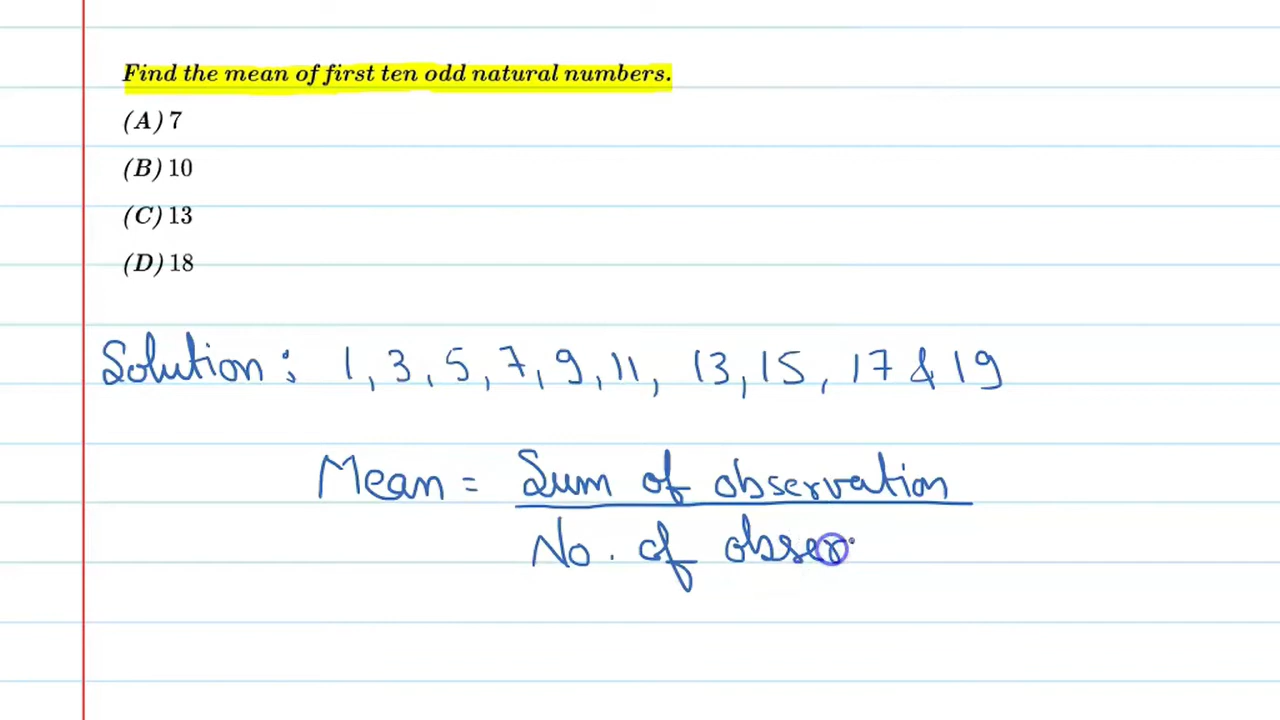 Find the mean of first ten odd natural numbers.
(A) 7
(B) 10
(C) 13
(D) 18
Solution : 1, 3, 5, 7, 9, 11, 13, 15, 17 & 19
Mean = Sum of observation
No. of obser